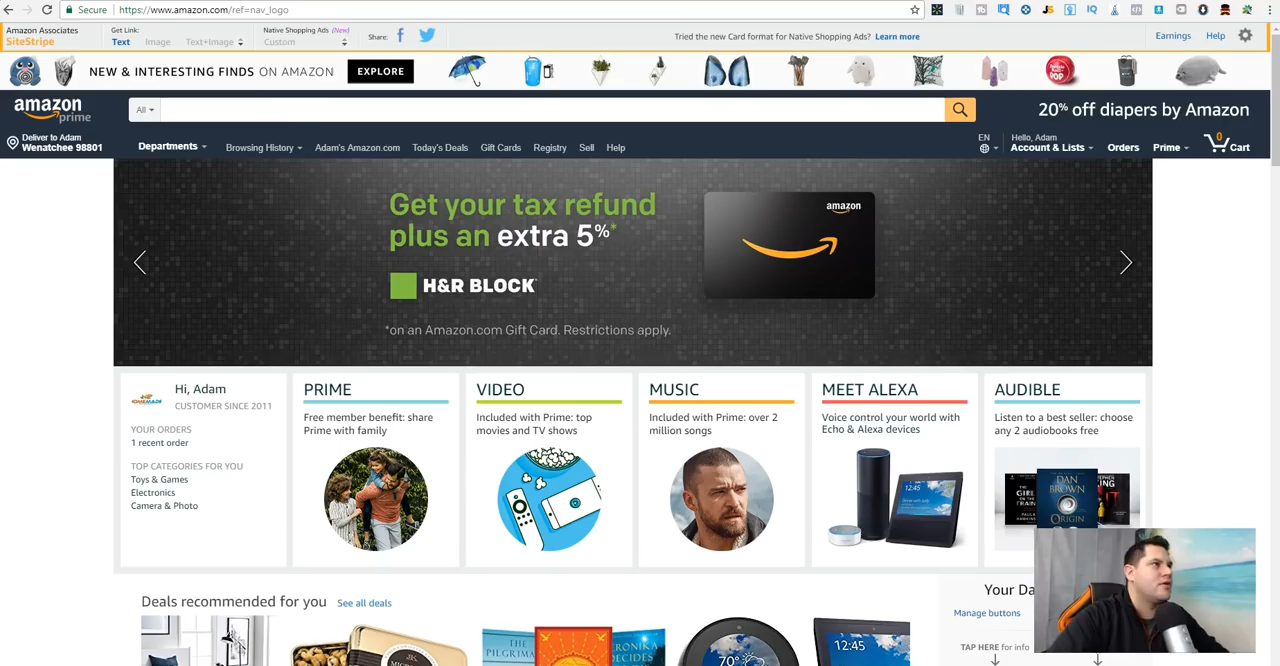 Secure
https://www.amazon.com/ref=nav_logo
Amazon Associates
SiteStripe
Get Link:
Text Image Text+Image
Native Shopping Ads (New)
Custom
Share:
Tried the new Card format for Native Shopping Ads? Learn more
Earnings Help
NEW & INTERESTING FINDS ON AMAZON EXPLORE
amazon
prime
All
20% off diapers by Amazon
Deliver to Adam
Wenatchee 98801
Departments Browsing History Adam's Amazon.com Today's Deals Gift Cards Registry Sell Help
EN
Hello, Adam
Account & Lists Orders Prime 0 Cart
Get your tax refund
plus an extra 5%*
H&R BLOCK
*on an Amazon.com Gift Card. Restrictions apply.
amazon
Hi, Adam
CUSTOMER SINCE 2011
YOUR ORDERS
1 recent order
TOP CATEGORIES FOR YOU
Toys & Games
Electronics
Camera & Photo
PRIME
Free member benefit: share
Prime with family
VIDEO
Included with Prime: top
movies and TV shows
MUSIC
Included with Prime: over 2
million songs
MEET ALEXA
Voice control your world with
Echo & Alexa devices
12:45
AUDIBLE
Listen to a best seller: choose
any 2 audiobooks free
DAN
BROWN
ORIGIN
Deals recommended for you See all deals
THE
PILGRIM
70°
12:45
Your Da
Manage buttons
TAP HERE for info